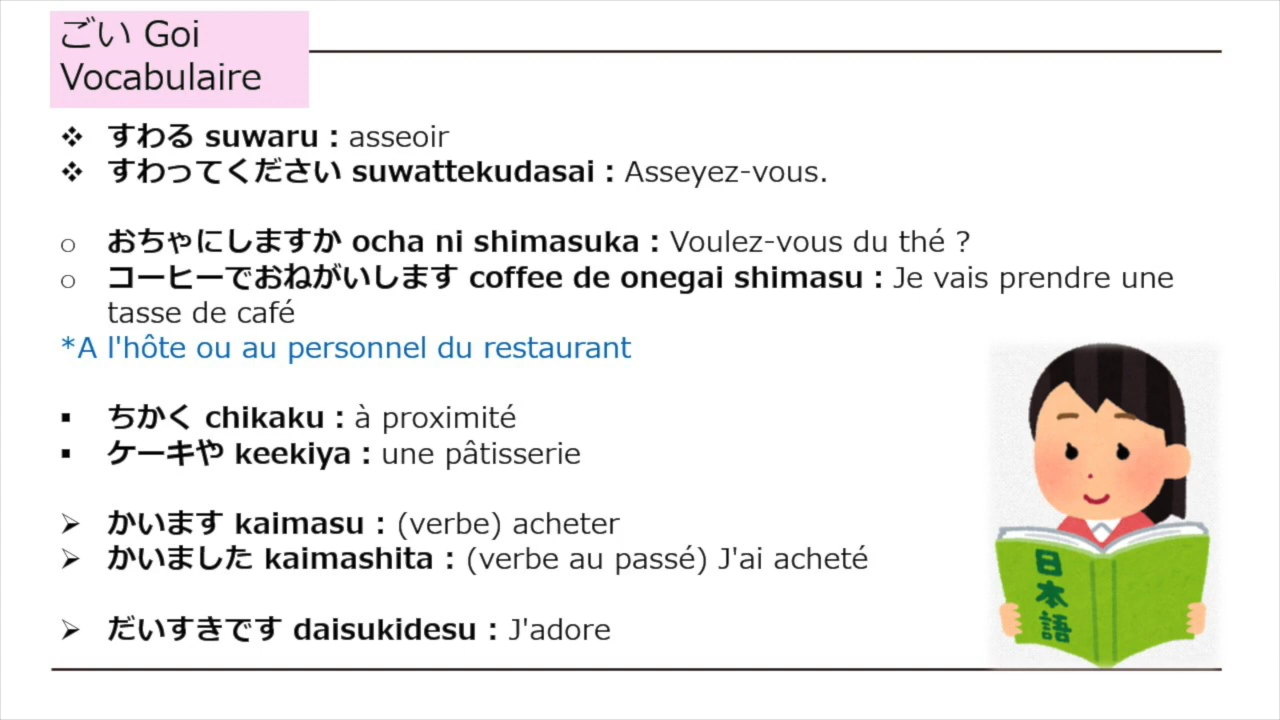 ごい Goi
Vocabulaire
❖ すわる suwaru : asseoir
❖ すわってください suwattekudasai : Asseyez-vous.
o おちゃにしますか ocha ni shimasuka : Voulez-vous du thé ?
o コーヒーでおねがいします coffee de onegai shimasu : Je vais prendre une
tasse de café
*A l'hôte ou au personnel du restaurant
▪ ちかく chikaku : à proximité
▪ ケーキや keekiya : une pâtisserie
➢ かいます kaimasu : (verbe) acheter
➢ かいました kaimashita : (verbe au passé) J'ai acheté
➢ だいすきです daisukidesu : J'adore
日本語